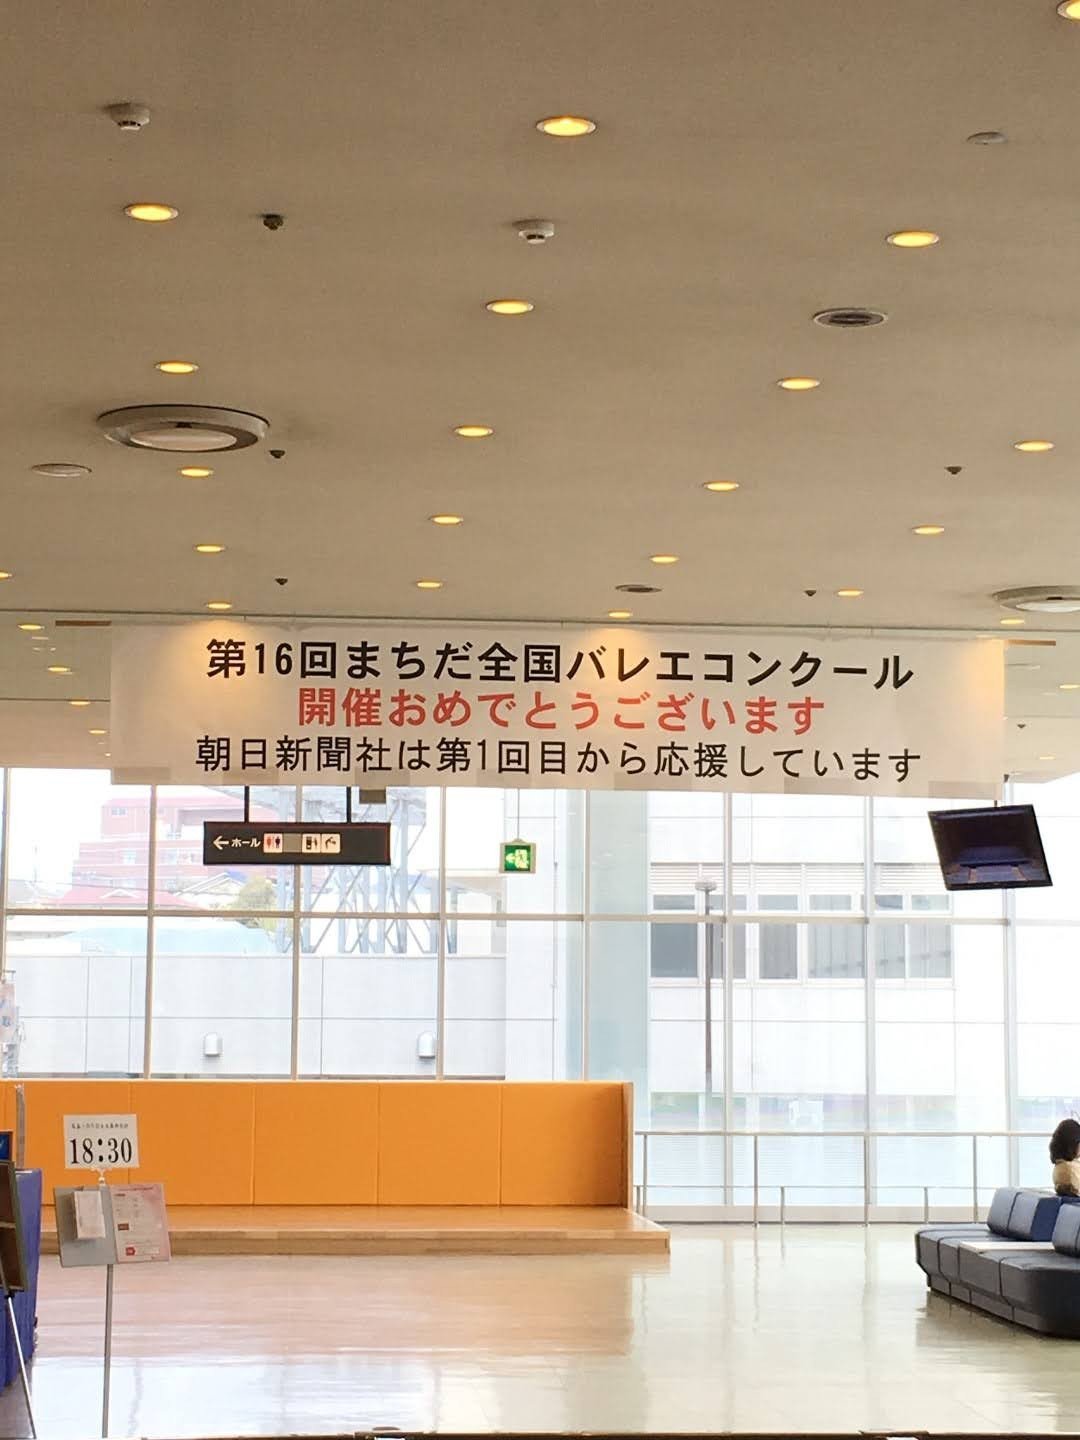 第16回まちだ全国バレエコンクール
開催おめでとうございます
朝日新聞社は第1回目から応援しています
←ホール
18:30